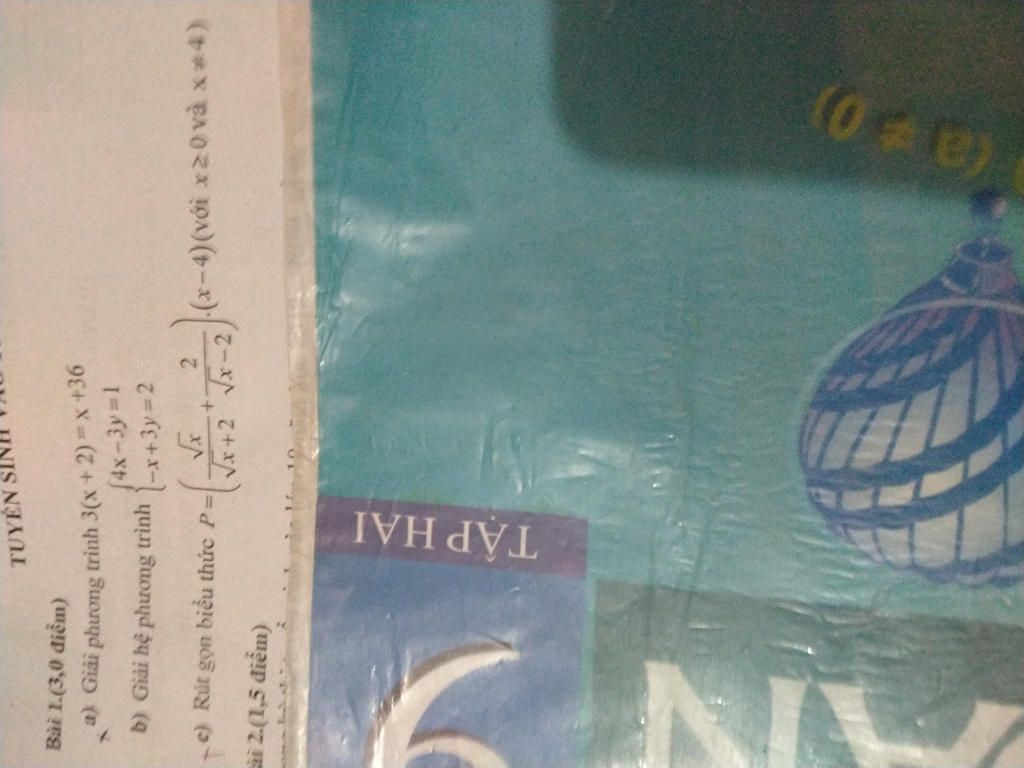 TUYỂN SINH
Bài 1.(3,0 điểm)
a) Giải phương trình 3(x + 2) = x +36
b) Giải hệ phương trình {4x − 3y = 1
−x + 3y = 2
c) Rút gọn biểu thức P = (√x/(√x + 2) + 2/(√x − 2)).(x − 4)(với x ≥ 0 và x ≠ 4)
ài 2.(1,5 điểm)
(a ≠ 0)
TẬP HAI
9
ÁN